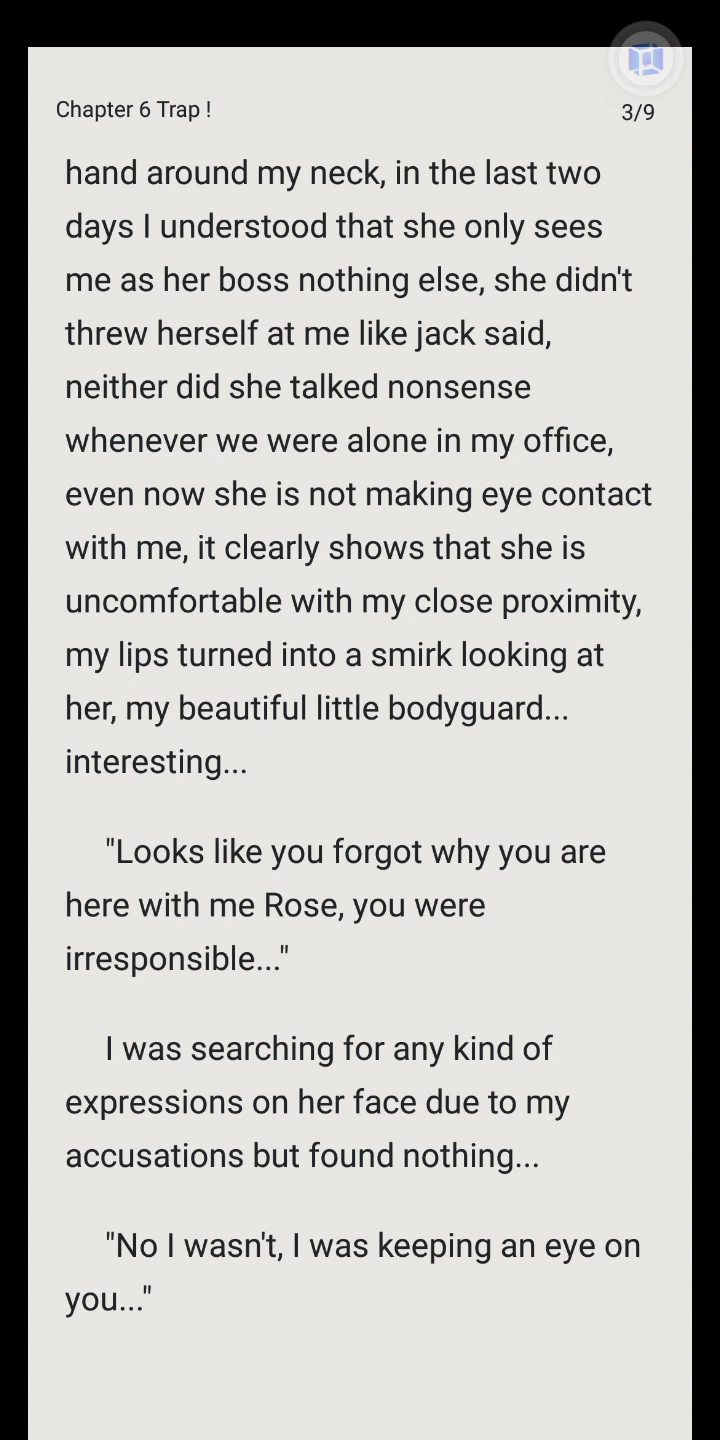 Chapter 6 Trap !
3/9
hand around my neck, in the last two
days I understood that she only sees
me as her boss nothing else, she didn't
threw herself at me like jack said,
neither did she talked nonsense
whenever we were alone in my office,
even now she is not making eye contact
with me, it clearly shows that she is
uncomfortable with my close proximity,
my lips turned into a smirk looking at
her, my beautiful little bodyguard...
interesting...
"Looks like you forgot why you are
here with me Rose, you were
irresponsible..."
I was searching for any kind of
expressions on her face due to my
accusations but found nothing...
"No I wasn't, I was keeping an eye on
you..."